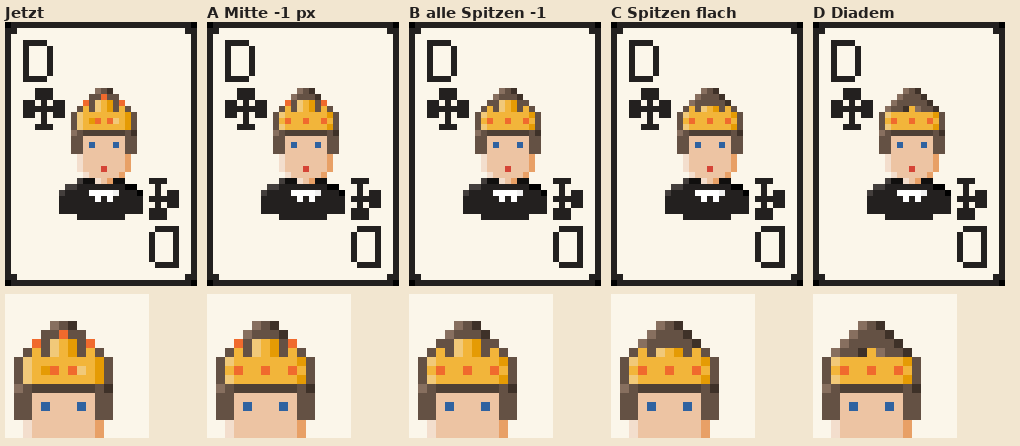 Jetzt
A Mitte -1 px
B alle Spitzen -1
C Spitzen flach
D Diadem
D
D
D
D
D
D
D
D
D
D